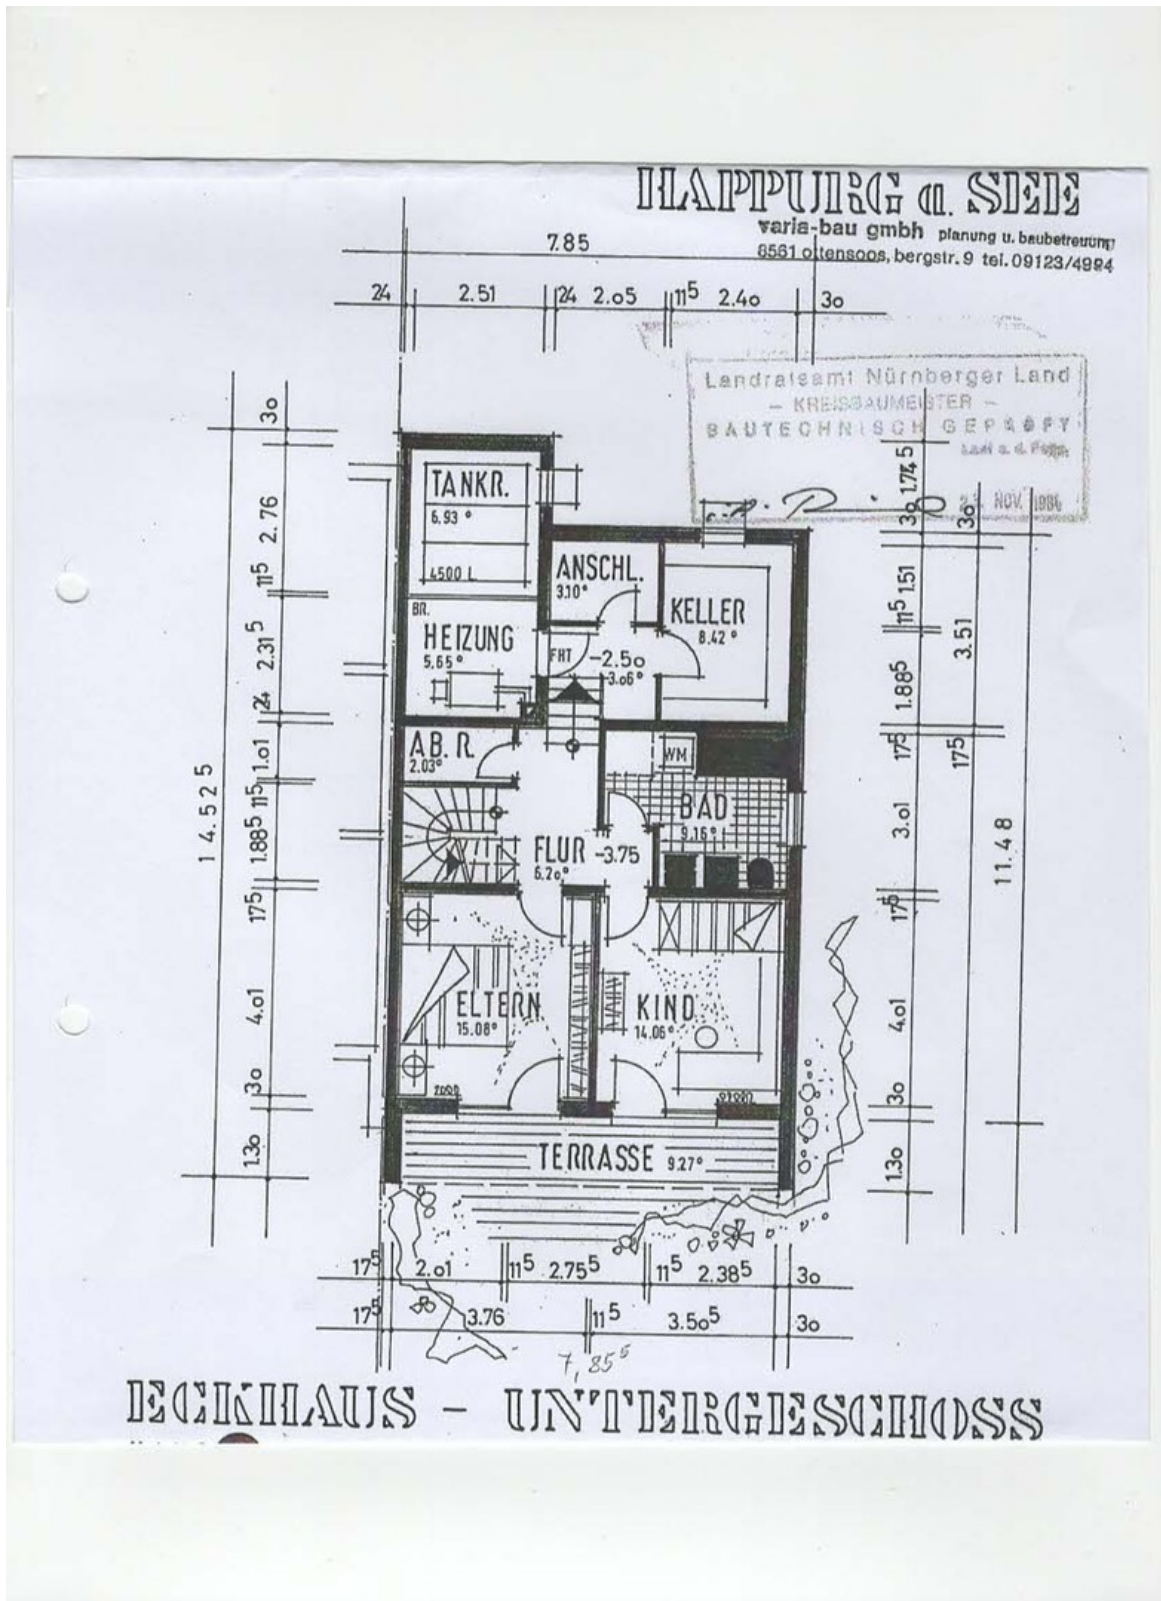 HAPPURG a. SEE
varia-bau gmbh planung u. baubetreuung
8561 ottensoos, bergstr. 9 tel. 09123/4994
7.85
24 2.51 24 2.05 11⁵ 2.40 30
Landratsamt Nürnberger Land
- KREISBAUMEISTER -
BAUTECHNISCH GEPRÜFT
NOV.
30
2.76
11⁵
2.31⁵
24
1.01
11⁵
1.88⁵
17⁵
4.01
30
1.30
14.525
TANKR.
6.93
4500 L
BR.
HEIZUNG
5.65
ANSCHL.
3.10
KELLER
8.42
FHT
-2.50
3.06
AB. R.
2.03
WM
BAD
9.16
FLUR -3.75
6.20
ELTERN
15.08
KIND
14.06
TERRASSE 9.27
30
1.51
11⁵
1.885
17⁵
3.01
17⁵
4.01
30
1.30
30
3.51
17⁵
11.48
17⁵ 2.01 11⁵ 2.75⁵ 11⁵ 2.38⁵ 30
17⁵ 3.76 11⁵ 3.50⁵ 30
7,85⁵
ECKHAUS - UNTERGESCHOSS